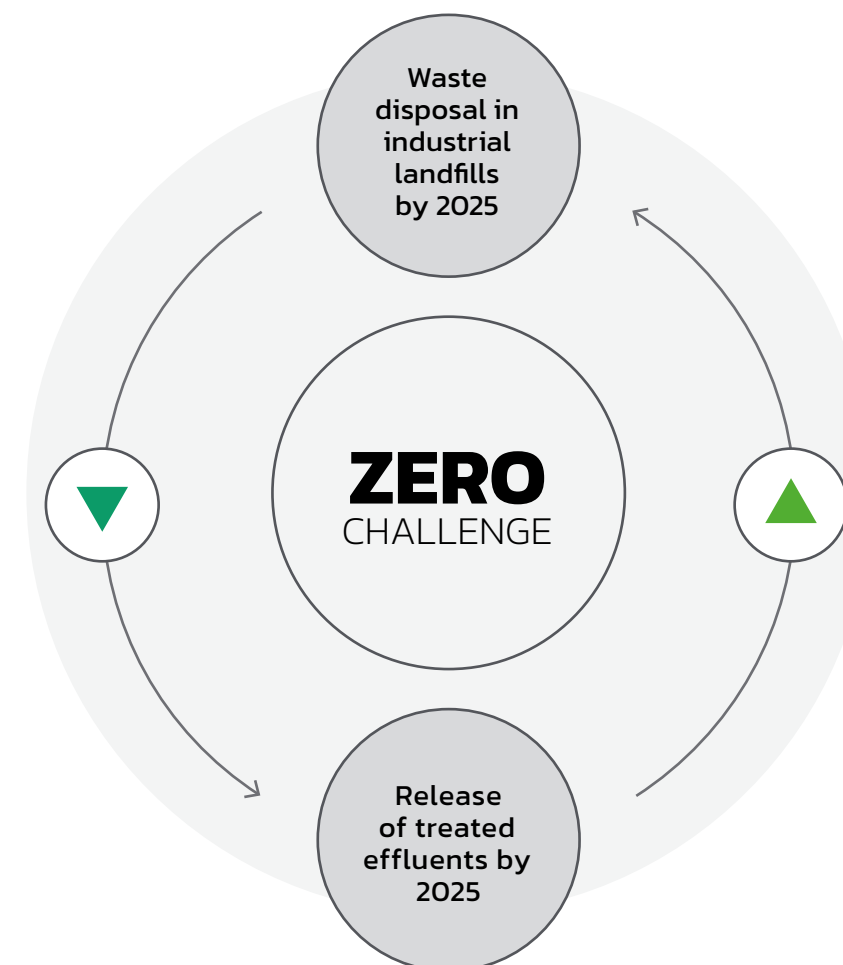 Waste
disposal in
industrial
landfills
by 2025
ZERO
CHALLENGE
Release
of treated
effluents by
2025